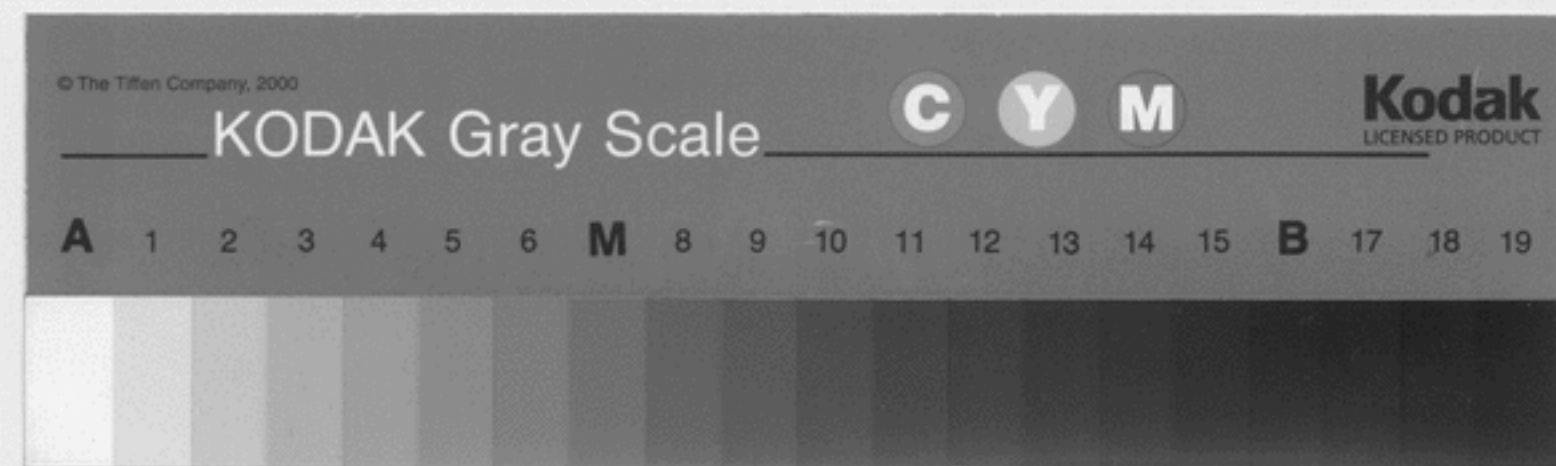 © The Tiffen Company, 2000
KODAK Gray Scale
C Y M
Kodak
LICENSED PRODUCT
A 1 2 3 4 5 6 M 8 9 10 11 12 13 14 15 B 17 18 19